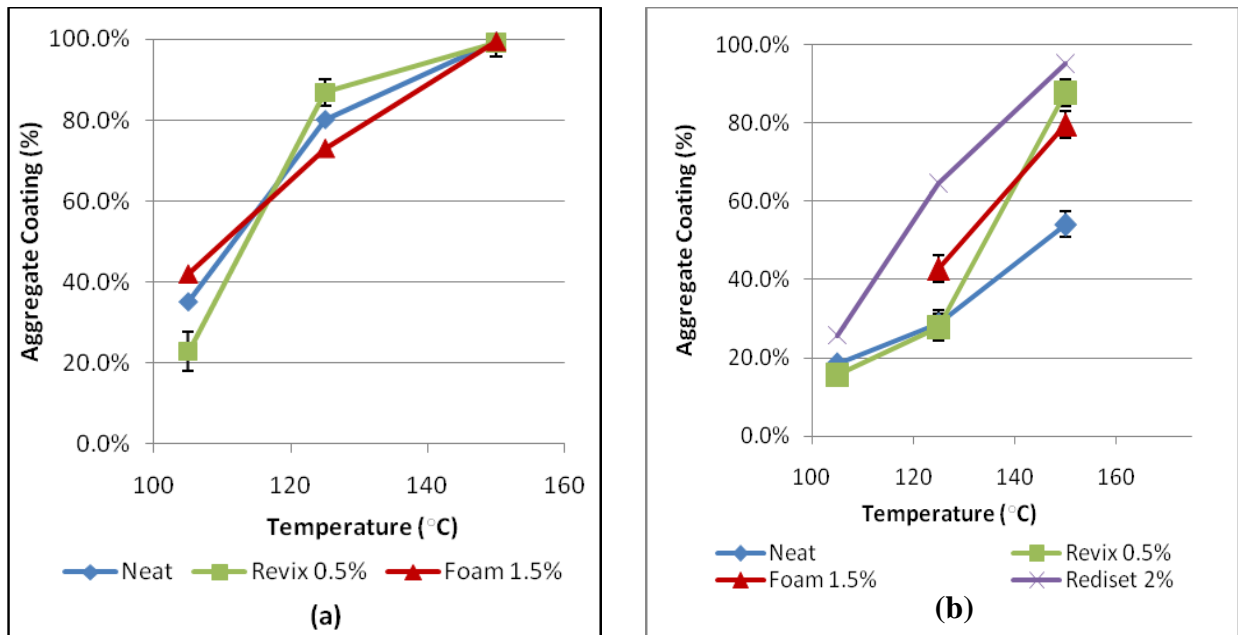 Aggregate Coating (%)
100.0%
80.0%
60.0%
40.0%
20.0%
0.0%
100 120 140 160
Temperature (°C)
Neat Revix 0.5% Foam 1.5%
(a)
Aggregate Coating (%)
100.0%
80.0%
60.0%
40.0%
20.0%
0.0%
100 120 140 160
Temperature (°C)
Neat Revix 0.5%
Foam 1.5% Rediset 2%
(b)